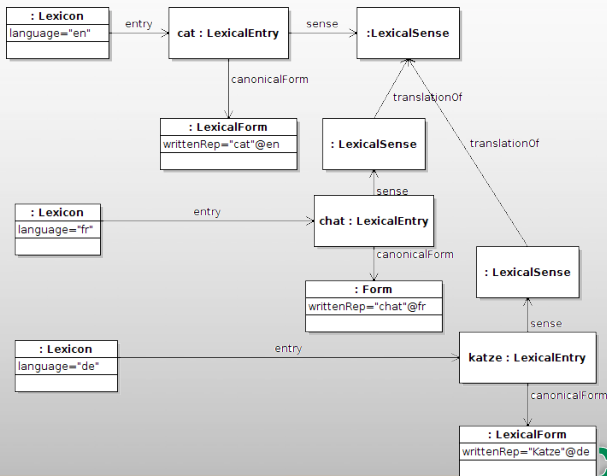 : Lexicon
language="en"
entry
cat : LexicalEntry
sense
:LexicalSense
canonicalForm
: LexicalForm
writtenRep="cat"@en
translationOf
: LexicalSense
translationOf
sense
: Lexicon
language="fr"
entry
chat : LexicalEntry
canonicalForm
: LexicalSense
: Form
writtenRep="chat"@fr
sense
: Lexicon
language="de"
entry
katze : LexicalEntry
canonicalForm
: LexicalForm
writtenRep="Katze"@de